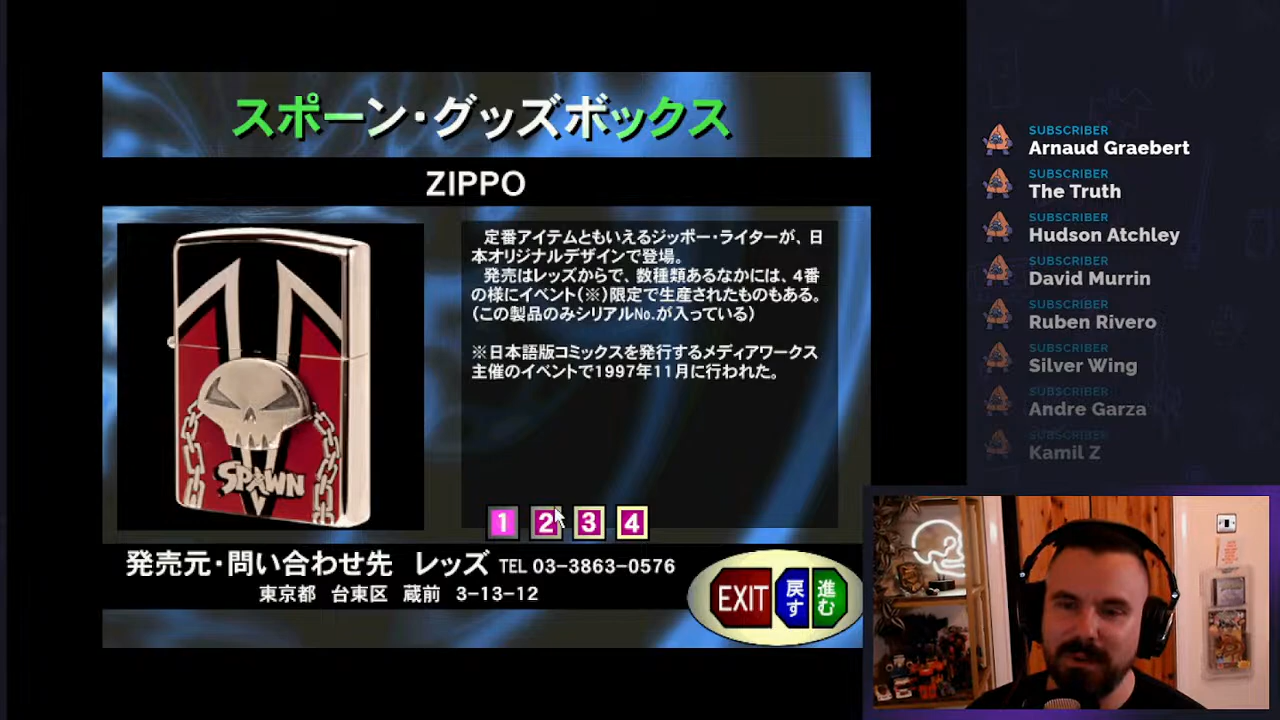 スポーン・グッズボックス
ZIPPO
定番アイテムともいえるジッポー・ライターが、日
本オリジナルデザインで登場。
発売はレッズからで、数種類あるなかには、4番
の様にイベント(※)限定で生産されたものもある。
(この製品のみシリアルNo.が入っている)
※日本語版コミックスを発行するメディアワークス
主催のイベントで1997年11月に行われた。
SPAWN
1 2 3 4
発売元・問い合わせ先 レッズ TEL 03-3863-0576
東京都 台東区 蔵前 3-13-12
EXIT 戻す 進む
SUBSCRIBER
Arnaud Graebert
SUBSCRIBER
The Truth
SUBSCRIBER
Hudson Atchley
SUBSCRIBER
David Murrin
SUBSCRIBER
Ruben Rivero
SUBSCRIBER
Silver Wing
SUBSCRIBER
Andre Garza
SUBSCRIBER
Kamil Z